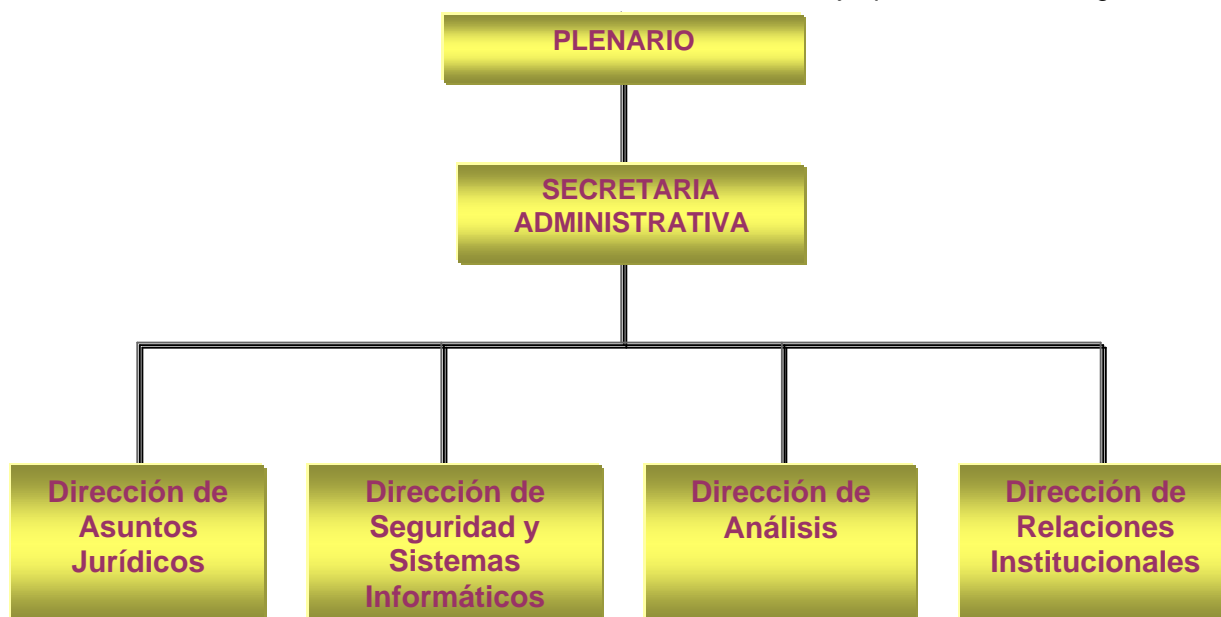 PLENARIO
SECRETARIA
ADMINISTRATIVA
Dirección de
Asuntos
Jurídicos
Dirección de
Seguridad y
Sistemas
Informáticos
Dirección de
Análisis
Dirección de
Relaciones
Institucionales